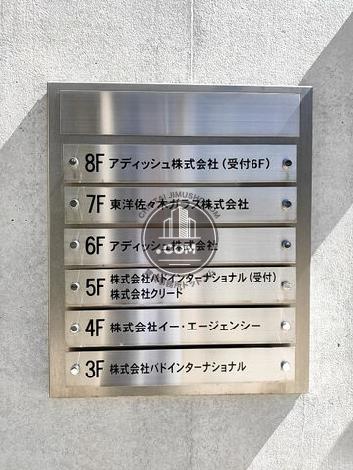 8F アディッシュ株式会社(受付6F)
7F 東洋佐々木ガラス株式会社
6F アディッシュ株式会社
5F 株式会社バドインターナショナル(受付)
株式会社クリード
4F 株式会社イー・エージェンシー
3F 株式会社バドインターナショナル
.COM